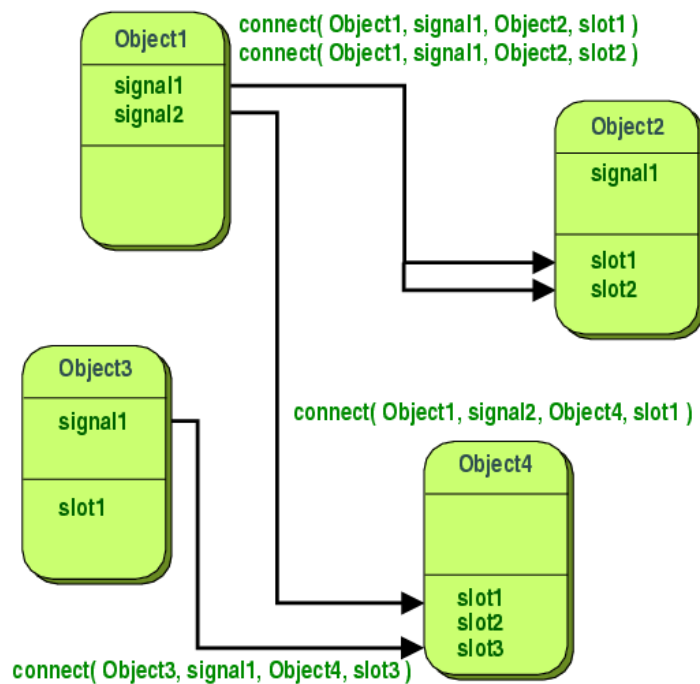 Object1
signal1
signal2
connect( Object1, signal1, Object2, slot1 )
connect( Object1, signal1, Object2, slot2 )
Object2
signal1
slot1
slot2
Object3
signal1
slot1
connect( Object1, signal2, Object4, slot1 )
Object4
slot1
slot2
slot3
connect( Object3, signal1, Object4, slot3 )